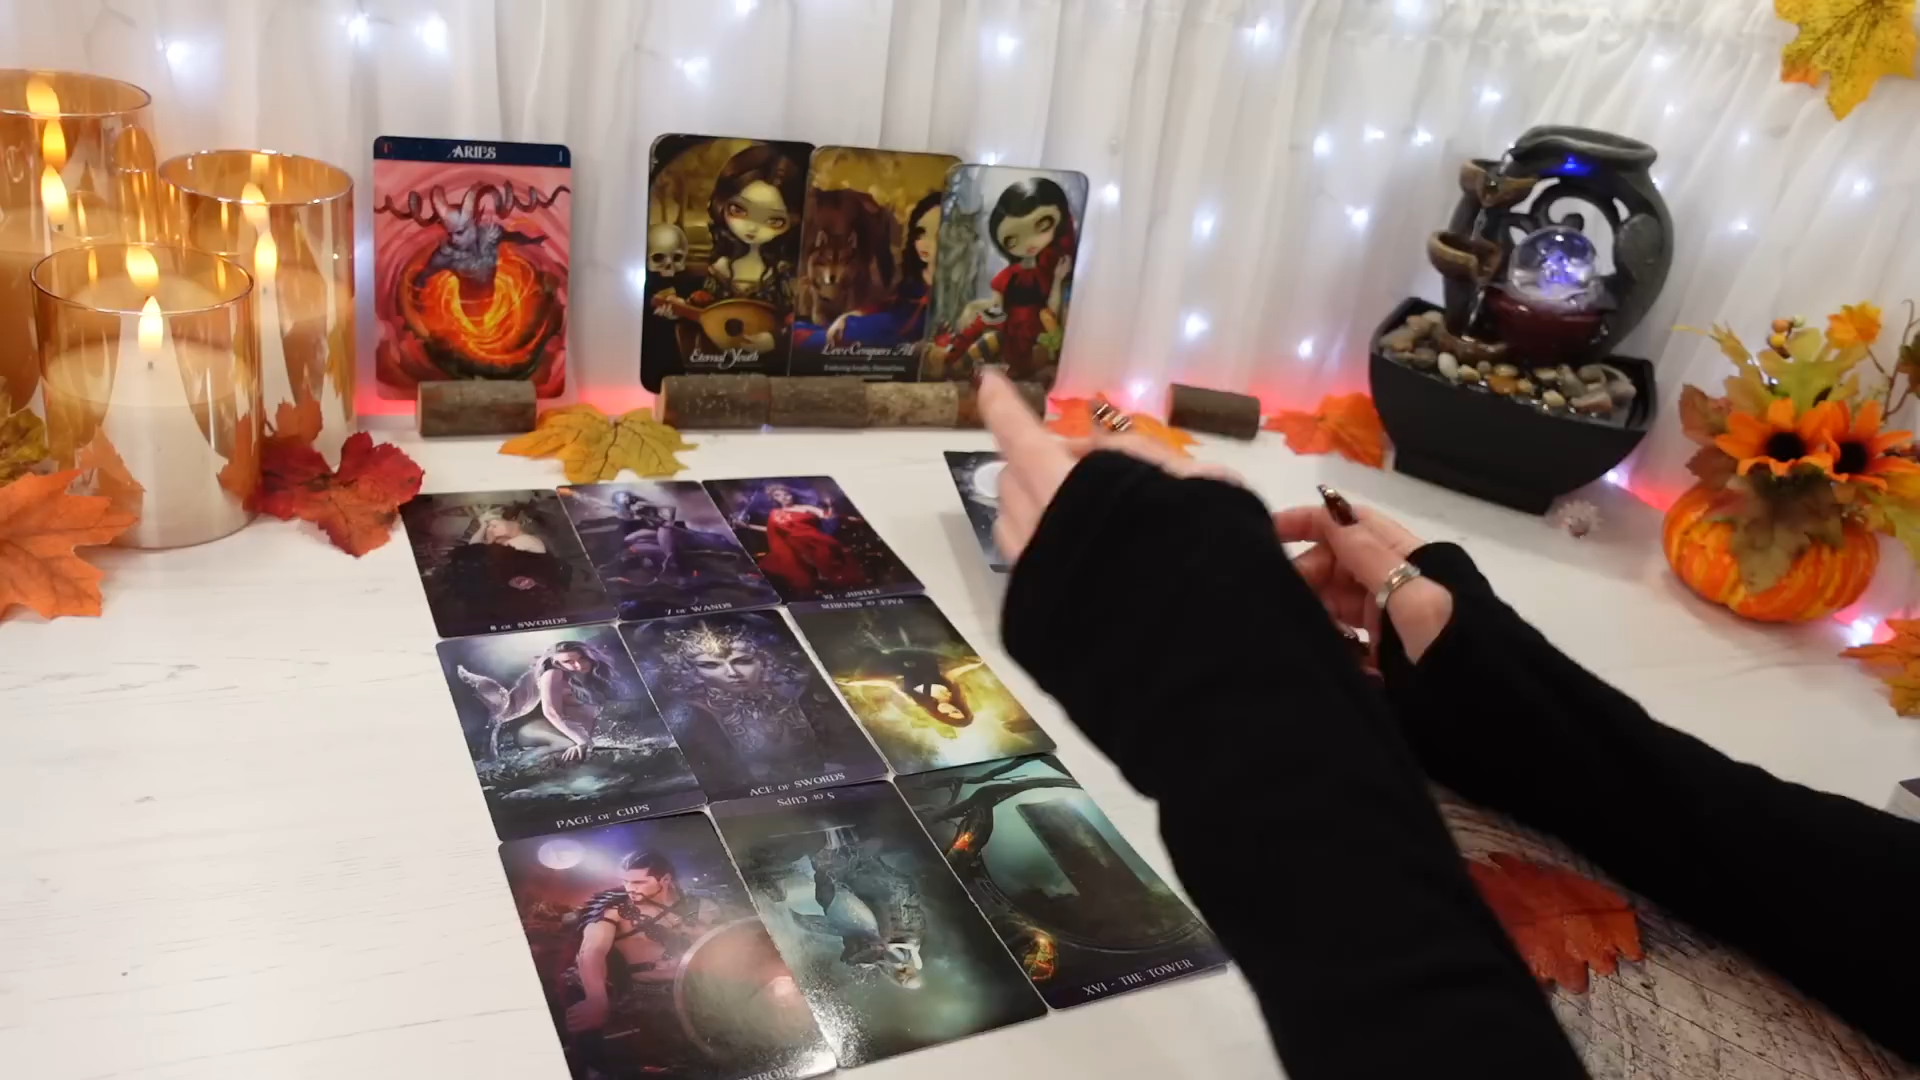 ARIES
Eternal Youth
Love Conquers All
8 OF SWORDS
7 OF WANDS
XI · JUSTICE
PAGE OF SWORDS
PAGE OF CUPS
ACE OF SWORDS
5 OF CUPS
XVI · THE TOWER